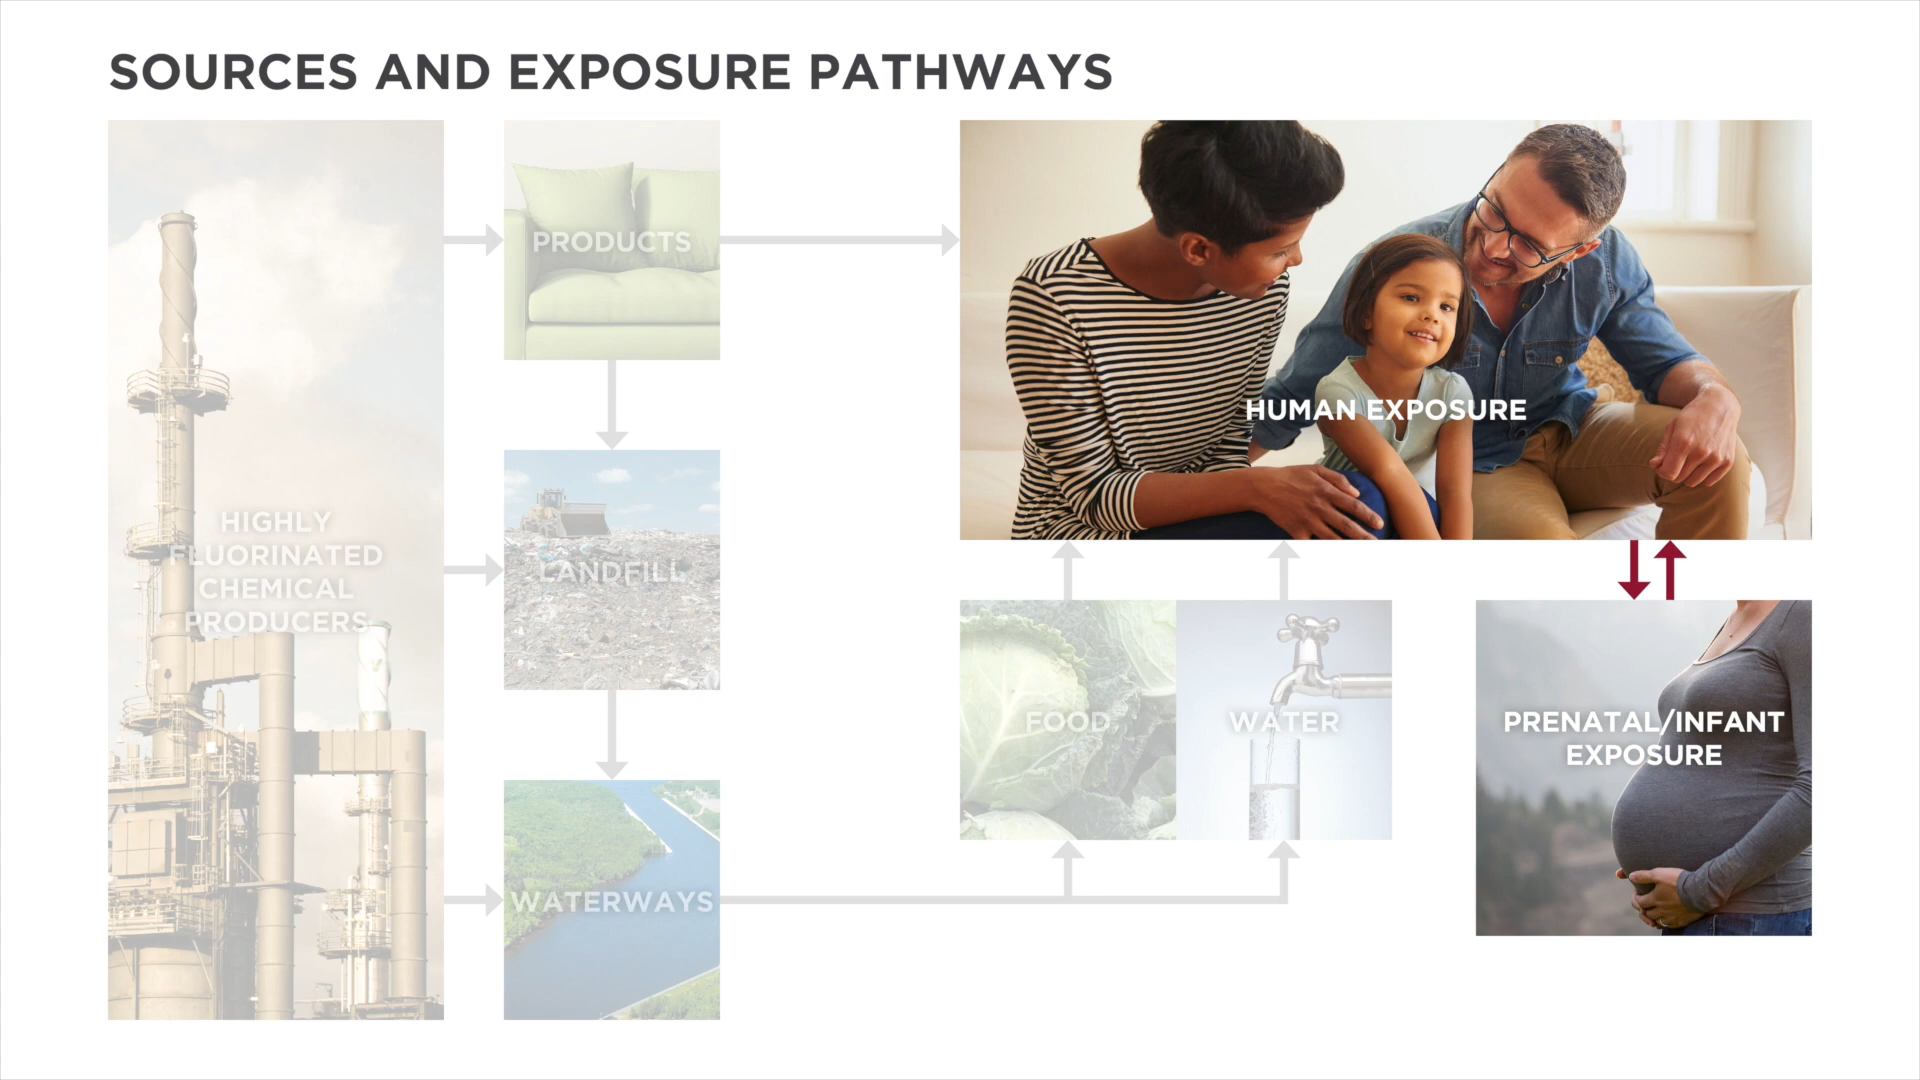 SOURCES AND EXPOSURE PATHWAYS
HIGHLY
FLUORINATED
CHEMICAL
PRODUCERS
PRODUCTS
LANDFILL
WATERWAYS
HUMAN EXPOSURE
FOOD
WATER
PRENATAL/INFANT
EXPOSURE